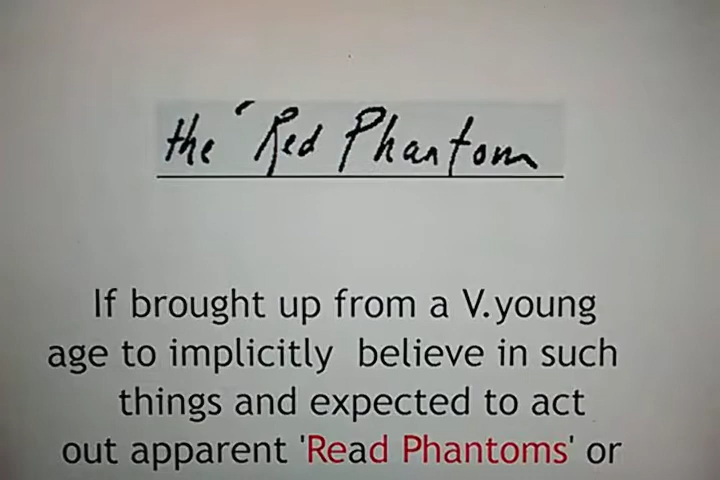 the 'Red Phantom
If brought up from a V.young
age to implicitly believe in such
things and expected to act
out apparent 'Read Phantoms' or